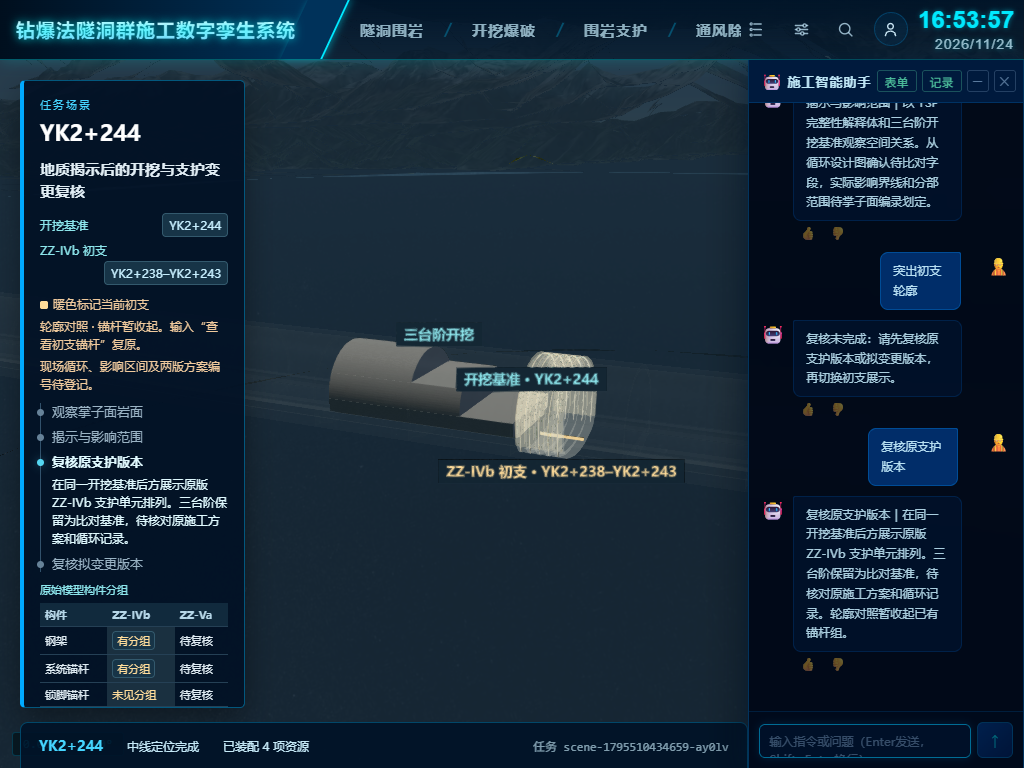 钻爆法隧洞群施工数字孪生系统
隧洞围岩 / 开挖爆破 / 围岩支护 / 通风除
16:53:57
2026/11/24
任务场景
YK2+244
地质揭示后的开挖与支护变
更复核
开挖基准 YK2+244
ZZ-IVb 初支
YK2+238—YK2+243
暖色标记当前初支
轮廓对照 · 锚杆暂收起。输入“查
看初支锚杆”复原。
现场循环、影响区间及两版方案编
号待登记。
观察掌子面岩面
揭示与影响范围
复核原支护版本
在同一开挖基准后方展示原版
ZZ-IVb 支护单元排列。三台阶保
留为比对基准，待核对原施工方
案和循环记录。
复核拟变更版本
原始模型构件分组
构件 ZZ-IVb ZZ-Va
钢架 有分组 待复核
系统锚杆 有分组 待复核
锁脚锚杆 未见分组 待复核
三台阶开挖
开挖基准 • YK2+244
ZZ-IVb 初支 • YK2+238—YK2+243
YK2+244 中线定位完成 已装配 4 项资源 任务 scene-1795510434659-ay0lv
施工智能助手 表单 记录
揭示与影响范围 | 以 TSP
完整性解释体和三台阶开
挖基准观察空间关系。从
循环设计图确认待比对字
段，实际影响界线和分部
范围待掌子面编录划定。
突出初支
轮廓
复核未完成：请先复核原
支护版本或拟变更版本，
再切换初支展示。
复核原支护
版本
复核原支护版本 | 在同一
开挖基准后方展示原版
ZZ-IVb 支护单元排列。三
台阶保留为比对基准，待
核对原施工方案和循环记
录。轮廓对照暂收起已有
锚杆组。
输入指令或问题（Enter发送，